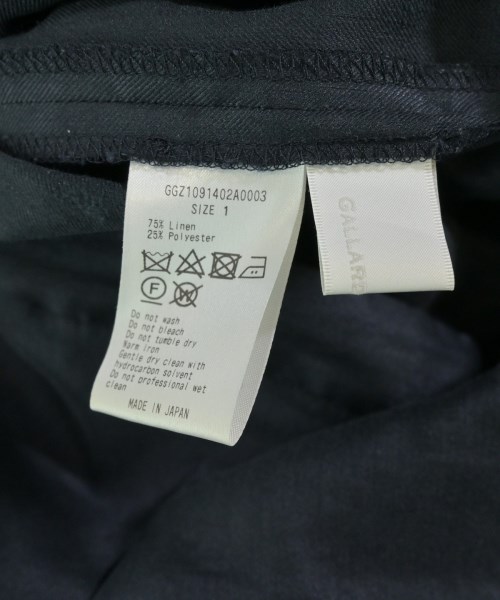 GGZ1091402A0003
SIZE 1
75% Linen
25% Polyester
F W
Do not wash
Do not bleach
Do not tumble dry
Warm iron
Gentle dry clean with
hydrocarbon solvent
Do not professional wet
clean
MADE IN JAPAN